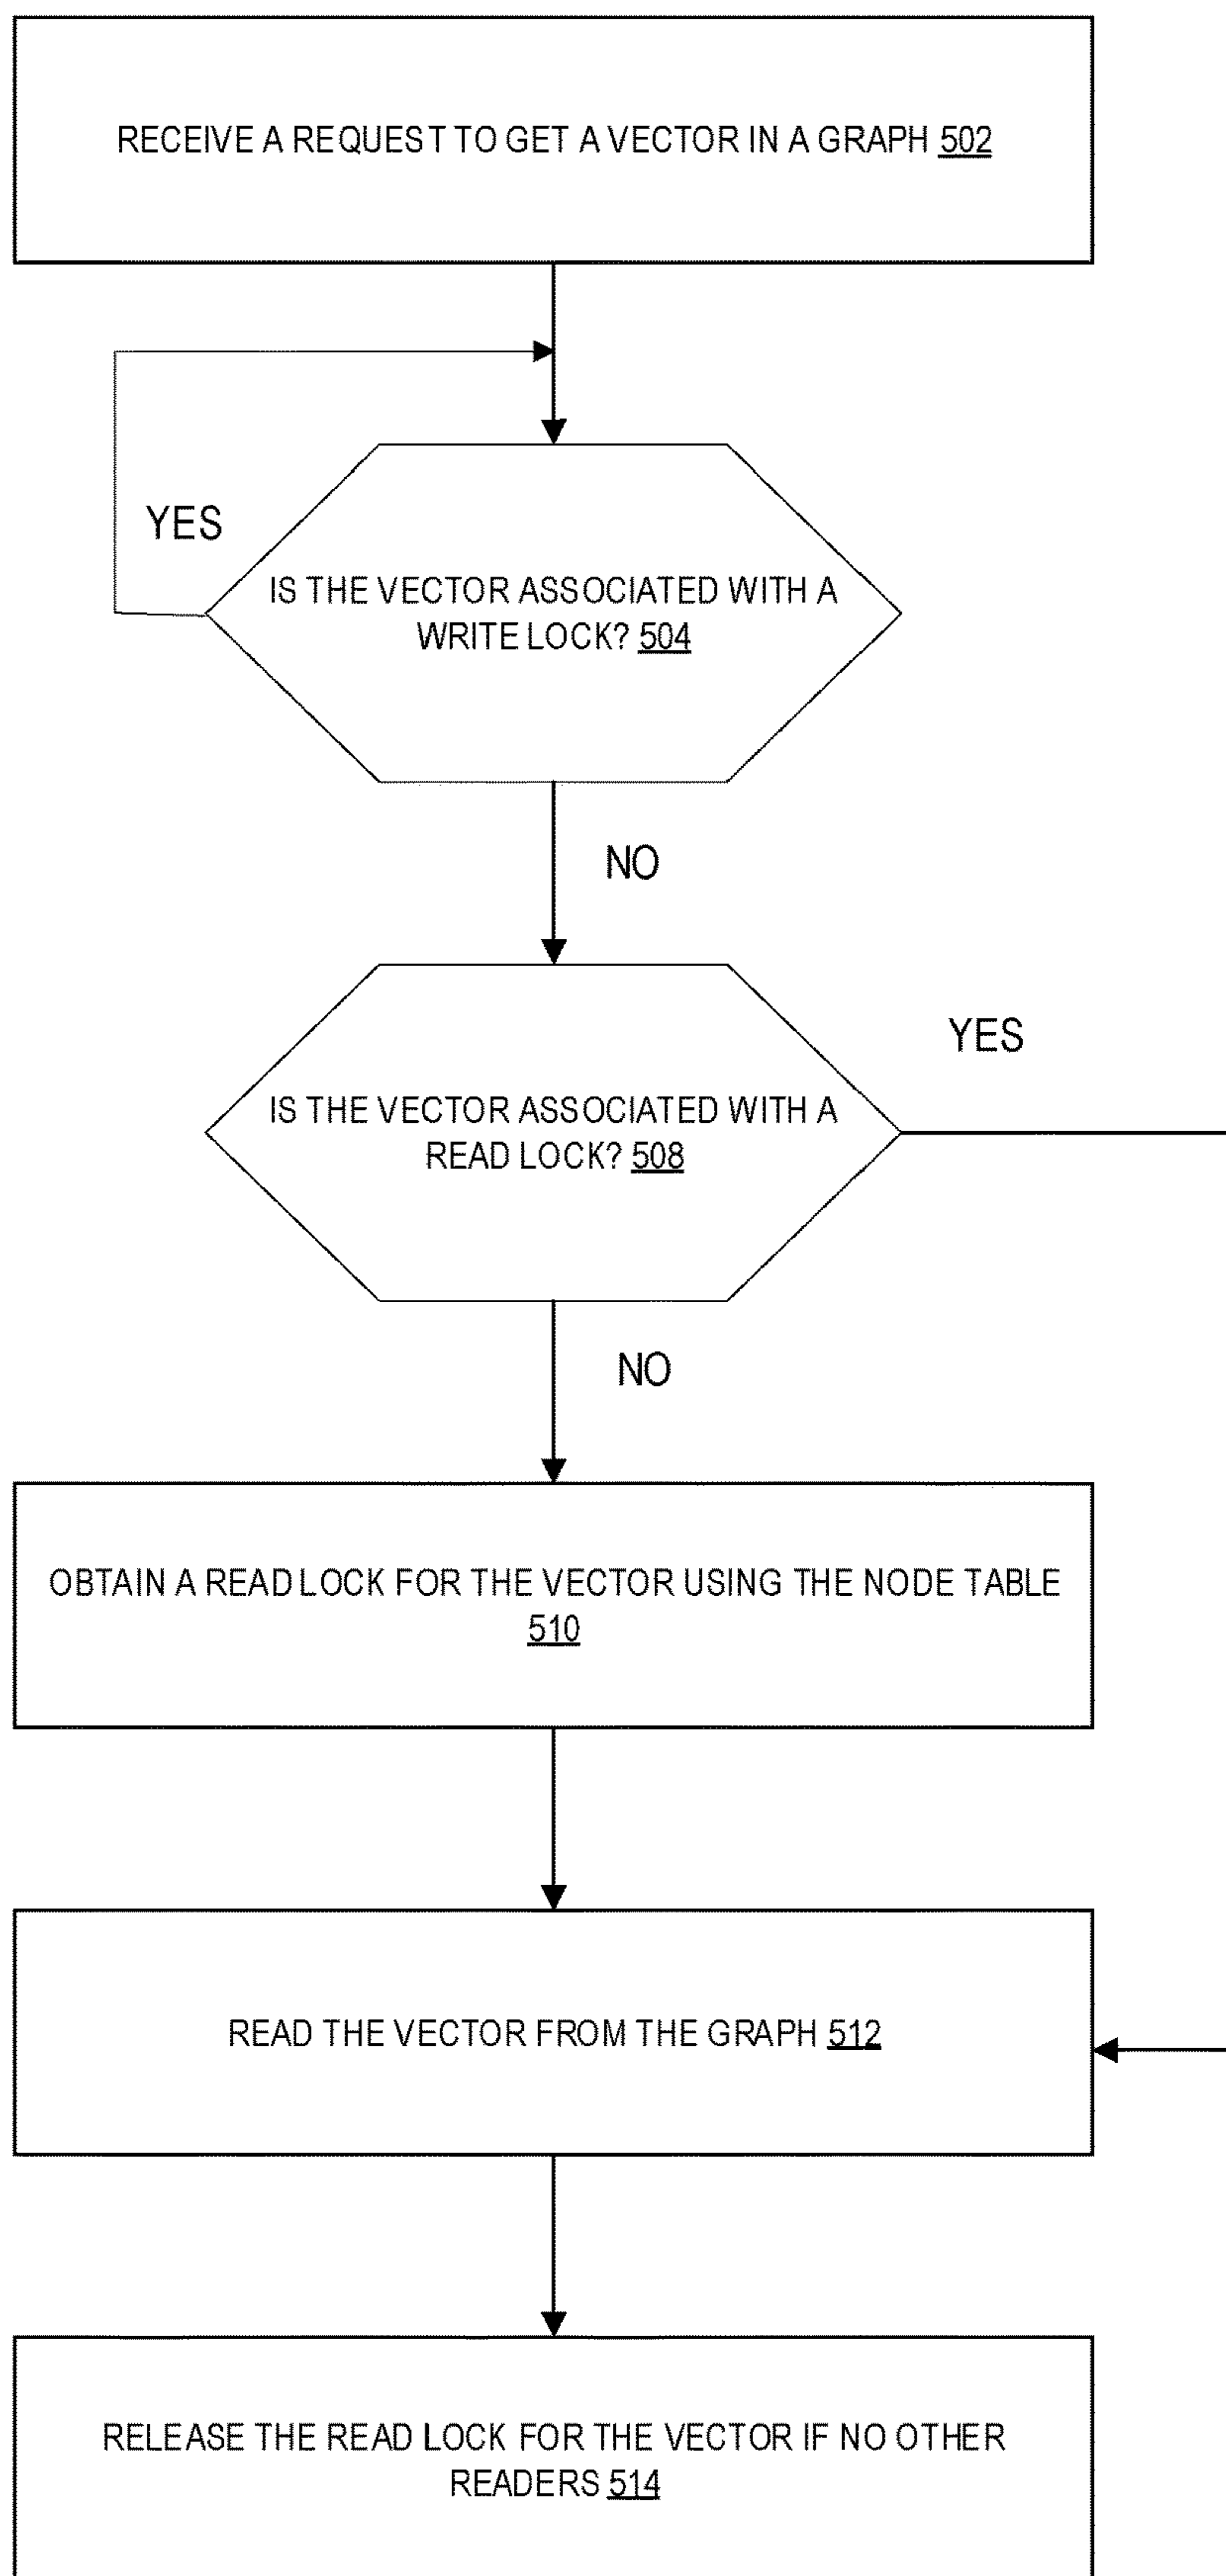 RECEIVE A REQUEST TO GET A VECTOR IN A GRAPH 502
YES
IS THE VECTOR ASSOCIATED WITH A
WRITE LOCK? 504
NO
YES
IS THE VECTOR ASSOCIATED WITH A
READ LOCK? 508
NO
OBTAIN A READ LOCK FOR THE VECTOR USING THE NODE TABLE
510
READ THE VECTOR FROM THE GRAPH 512
RELEASE THE READ LOCK FOR THE VECTOR IF NO OTHER
READERS 514